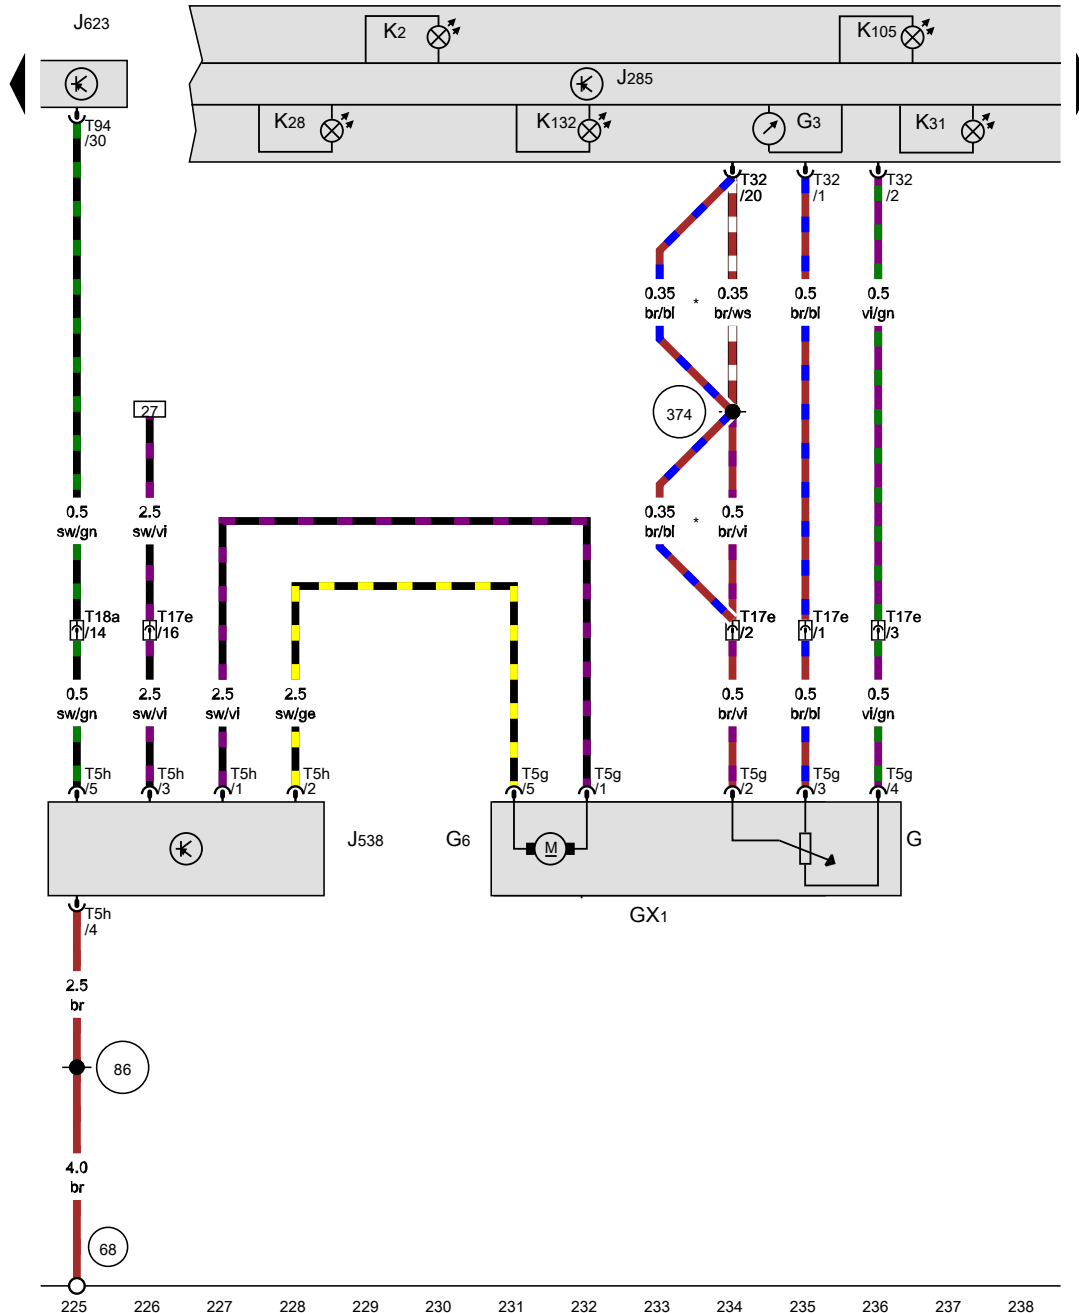 J623
K2
K105
J285
K28
K132
G3
K31
T94
/30
T32
/20
T32
/1
T32
/2
0.35
br/bl
*
0.35
br/ws
0.5
br/bl
0.5
vi/gn
27
374
0.5
sw/gn
2.5
sw/vi
0.35
br/bl
*
0.5
br/vi
T18a
/14
T17e
/16
T17e
/2
T17e
/1
T17e
/3
0.5
sw/gn
2.5
sw/vi
2.5
sw/vi
2.5
sw/ge
0.5
br/vi
0.5
br/bl
0.5
vi/gn
T5h
/5
T5h
/3
T5h
/1
T5h
/2
T5g
/5
T5g
/1
T5g
/2
T5g
/3
T5g
/4
J538
G6
M
G
GX1
T5h
/4
2.5
br
86
4.0
br
68
225 226 227 228 229 230 231 232 233 234 235 236 237 238